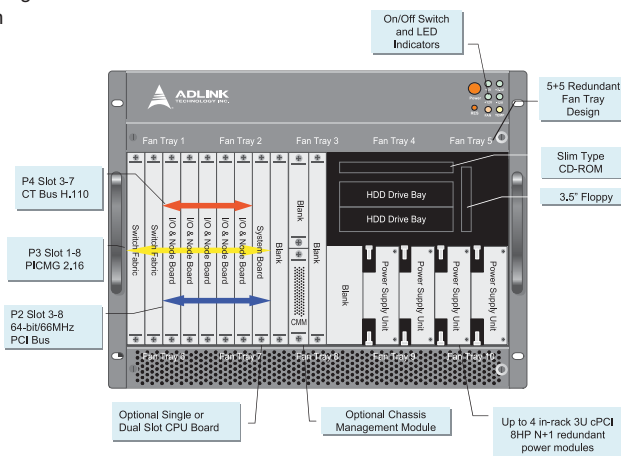 On/Off Switch
and LED
Indicators
ADLINK
TECHNOLOGY INC.
Power
5+5 Redundant
Fan Tray
Design
Fan Tray 1
Fan Tray 2
Fan Tray 3
Fan Tray 4
Fan Tray 5
Slim Type
CD-ROM
3.5" Floppy
HDD Drive Bay
HDD Drive Bay
P4 Slot 3-7
CT Bus H.110
P3 Slot 1-8
PICMG 2.16
P2 Slot 3-8
64-bit/66MHz
PCI Bus
Switch Fabric
Switch Fabric
I/O & Node Board
I/O & Node Board
I/O & Node Board
I/O & Node Board
I/O & Node Board
System Board
Blank
Blank
CMM
Blank
Blank
Power Supply Unit
Power Supply Unit
Power Supply Unit
Power Supply Unit
Fan Tray 6
Fan Tray 7
Fan Tray 8
Fan Tray 9
Fan Tray 10
Optional Single or
Dual Slot CPU Board
Optional Chassis
Management Module
Up to 4 in-rack 3U cPCI
8HP N+1 redundant
power modules